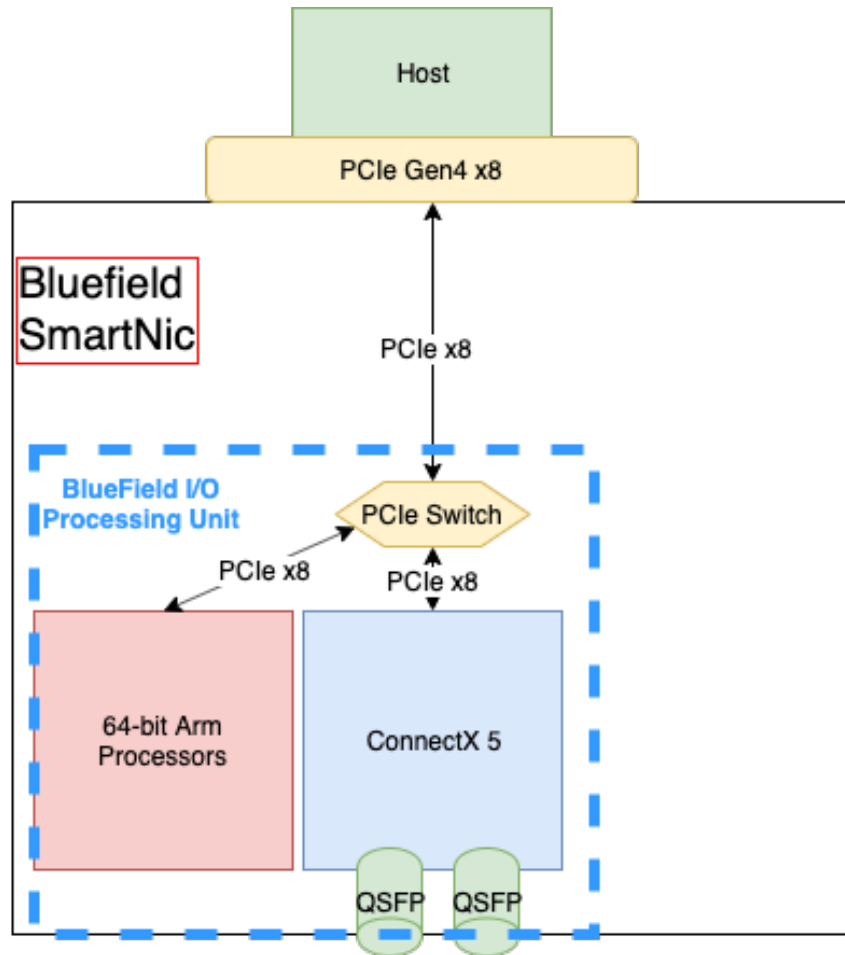 Host
PCIe Gen4 x8
Bluefield
SmartNic
PCIe x8
BlueField I/O
Processing Unit
PCIe Switch
PCIe x8
PCIe x8
64-bit Arm
Processors
ConnectX 5
QSFP
QSFP